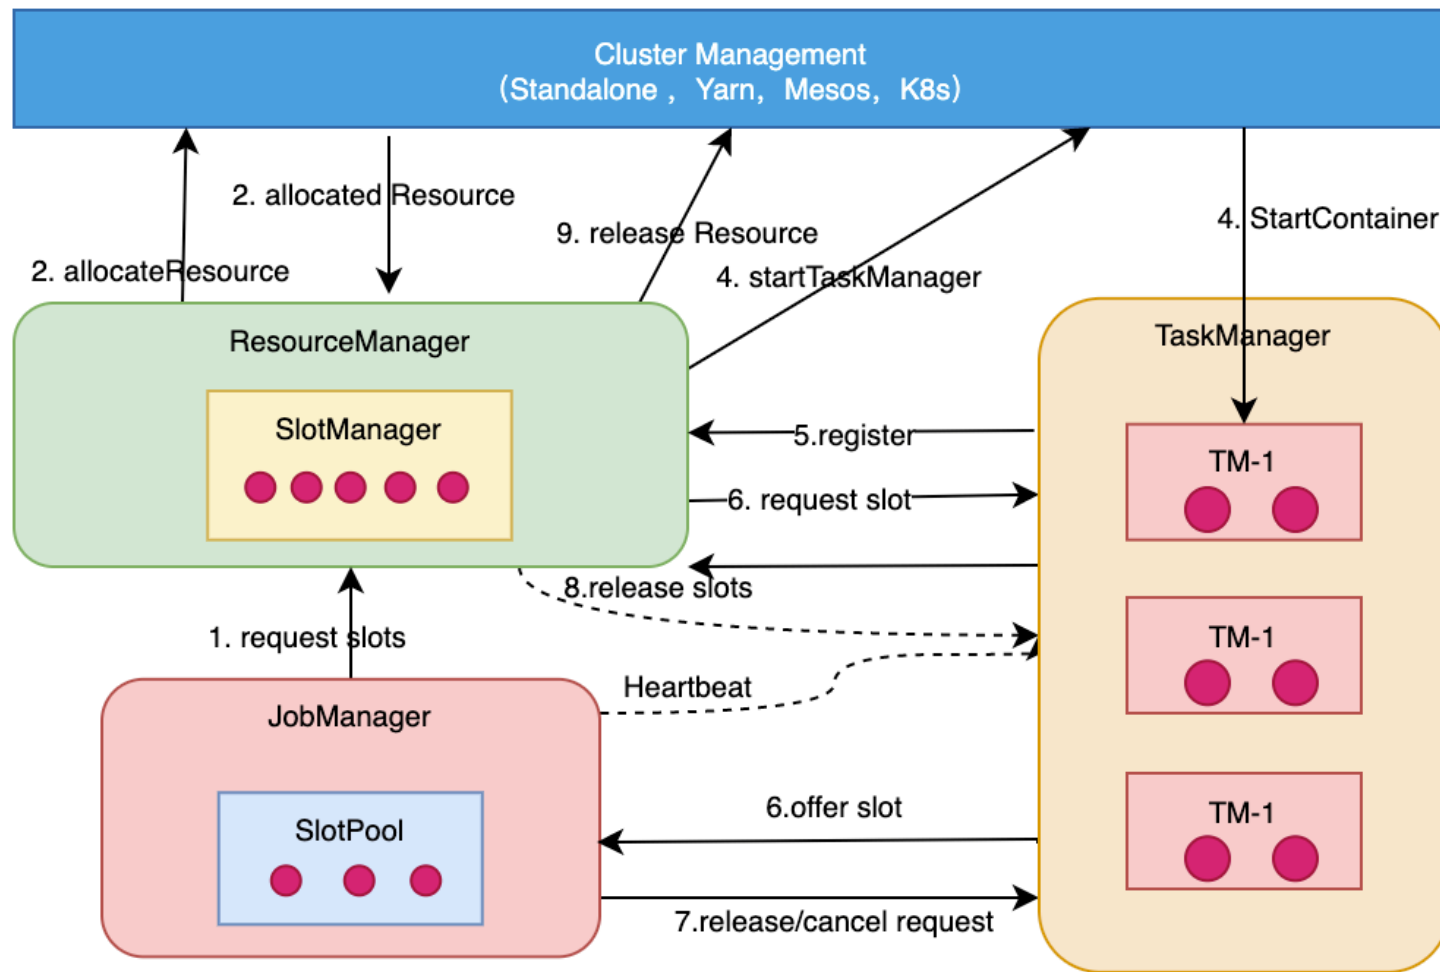 Cluster Management
（Standalone ，Yarn，Mesos，K8s）
2. allocated Resource
4. StartContainer
9. release Resource
2. allocateResource
4. startTaskManager
ResourceManager
TaskManager
SlotManager
5.register
TM-1
6. request slot
8.release slots
1. request slots
TM-1
Heartbeat
JobManager
6.offer slot
TM-1
SlotPool
7.release/cancel request